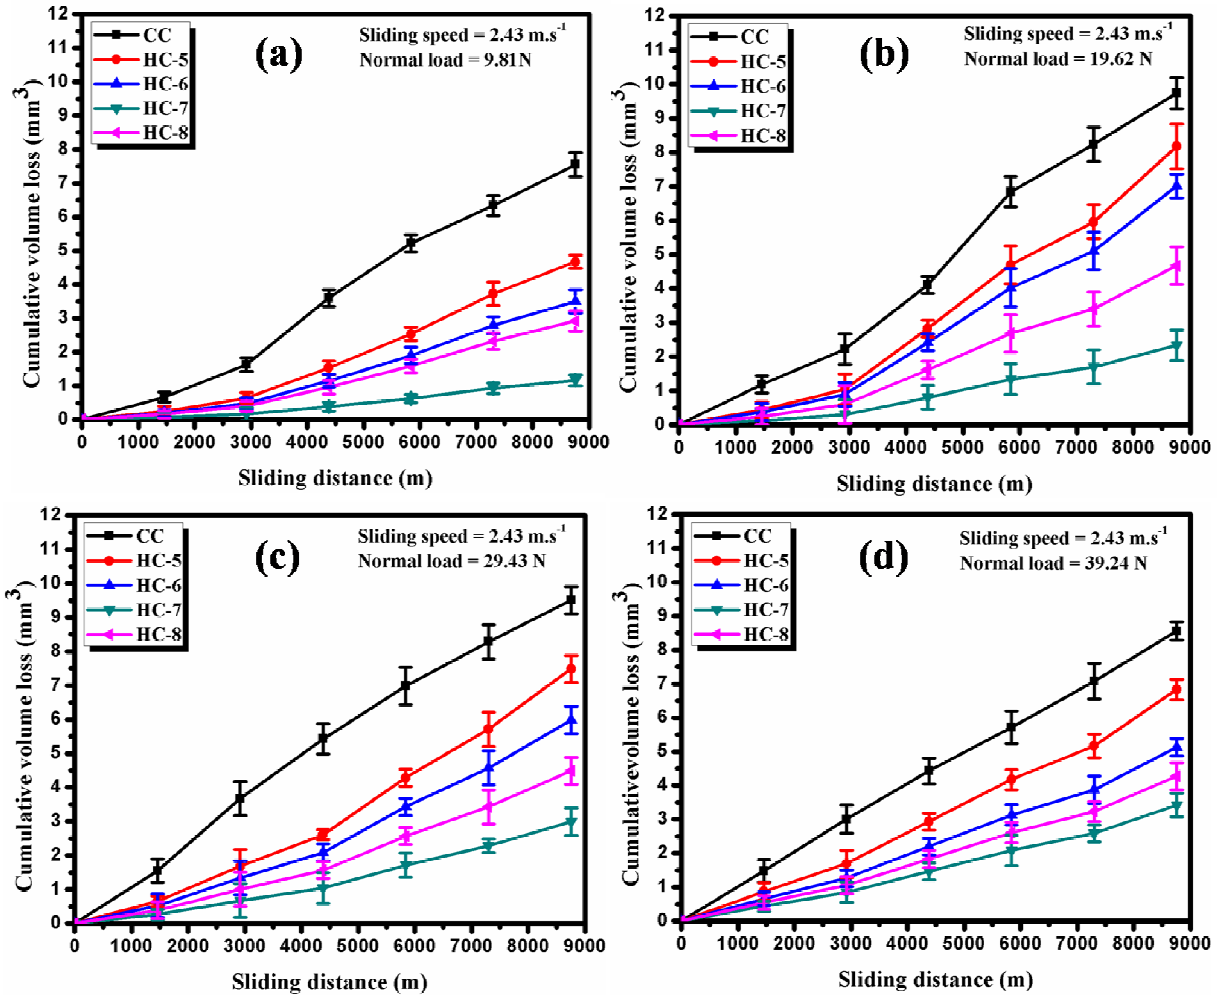 12
11
10
9
8
7
6
5
4
3
2
1
0
Cumulative volume loss (mm3)
CC
HC-5
HC-6
HC-7
HC-8
(a)
Sliding speed = 2.43 m.s-1
Normal load = 9.81N
0 1000 2000 3000 4000 5000 6000 7000 8000 9000
Sliding distance (m)
12
11
10
9
8
7
6
5
4
3
2
1
0
Cumulative volume loss (mm3)
CC
HC-5
HC-6
HC-7
HC-8
(b)
Sliding speed = 2.43 m.s-1
Normal load = 19.62 N
0 1000 2000 3000 4000 5000 6000 7000 8000 9000
Sliding distance (m)
12
11
10
9
8
7
6
5
4
3
2
1
0
Cumulative volume loss (mm3)
CC
HC-5
HC-6
HC-7
HC-8
(c)
Sliding speed = 2.43 m.s-1
Normal load = 29.43 N
0 1000 2000 3000 4000 5000 6000 7000 8000 9000
Sliding distance (m)
12
11
10
9
8
7
6
5
4
3
2
1
0
Cumulativevolume loss (mm3)
CC
HC-5
HC-6
HC-7
HC-8
(d)
Sliding speed = 2.43 m.s-1
Normal load = 39.24 N
0 1000 2000 3000 4000 5000 6000 7000 8000 9000
Sliding distance (m)